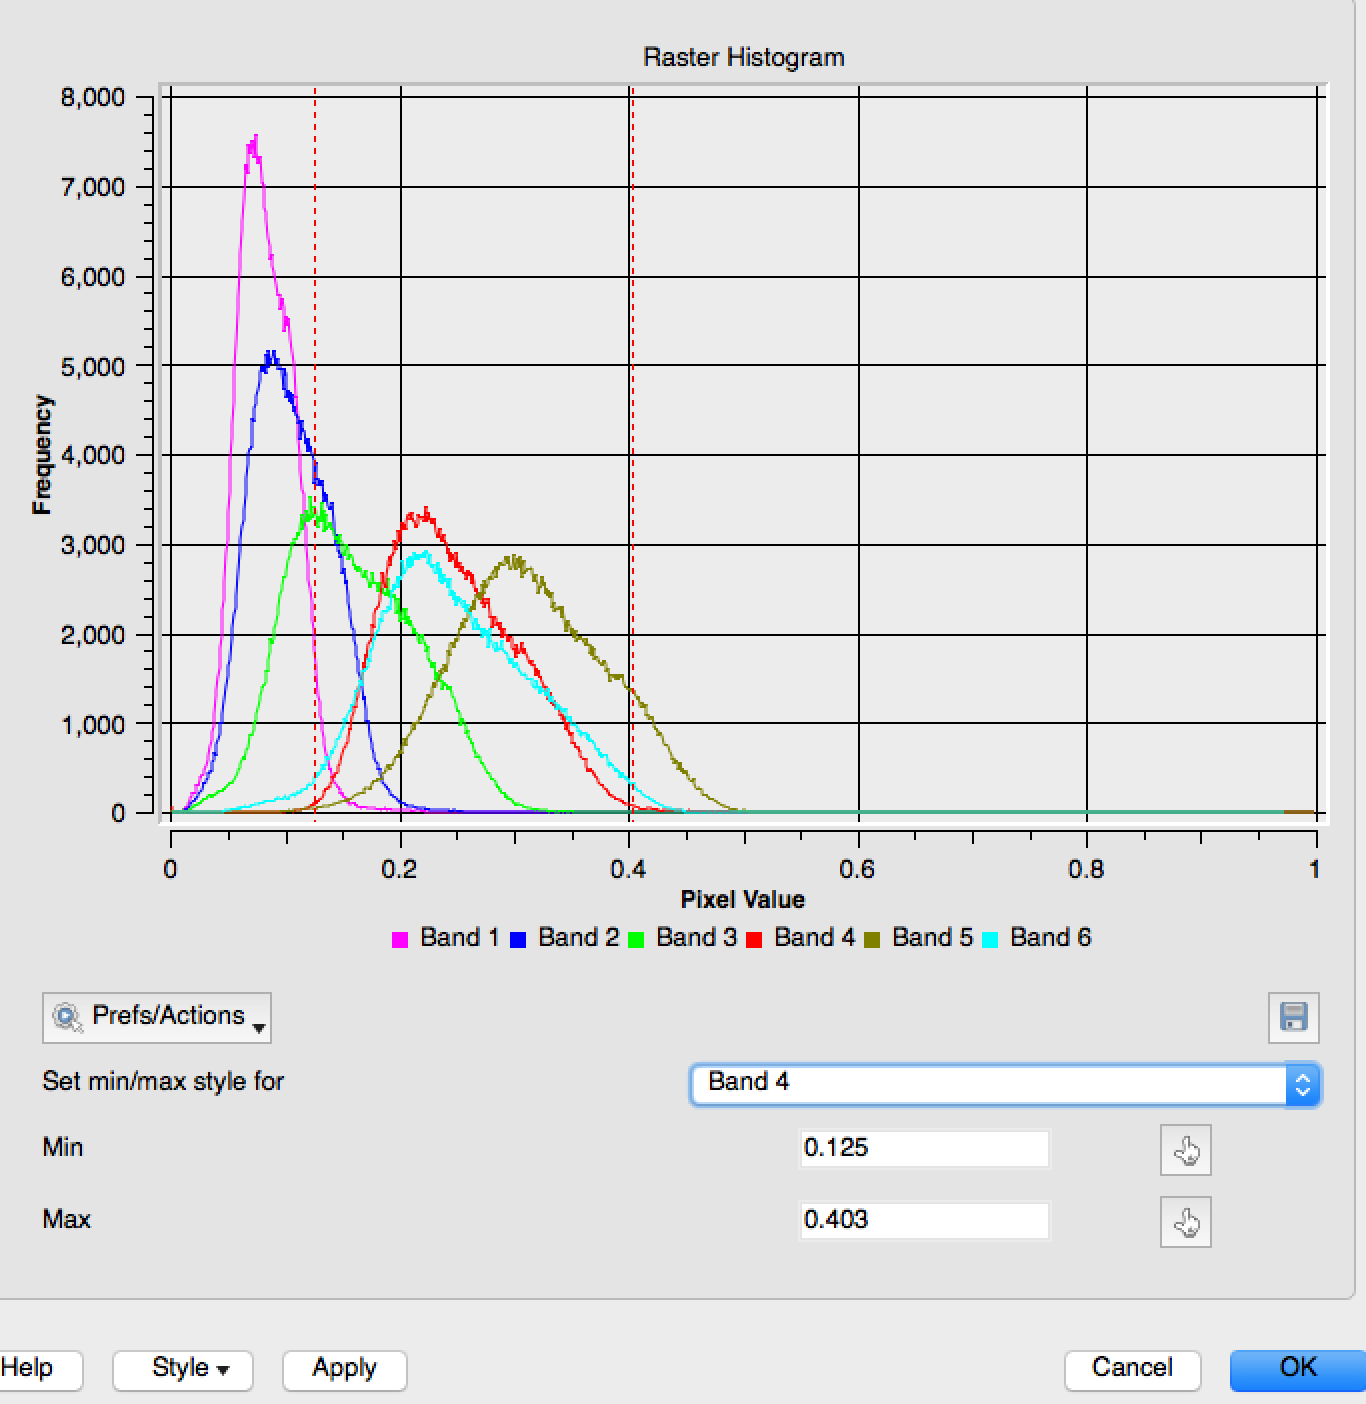 Raster Histogram
8,000
7,000
6,000
5,000
4,000
3,000
2,000
1,000
0
Frequency
0 0.2 0.4 0.6 0.8 1
Pixel Value
Band 1 Band 2 Band 3 Band 4 Band 5 Band 6
Prefs/Actions
Set min/max style for Band 4
Min 0.125
Max 0.403
Help Style Apply Cancel OK